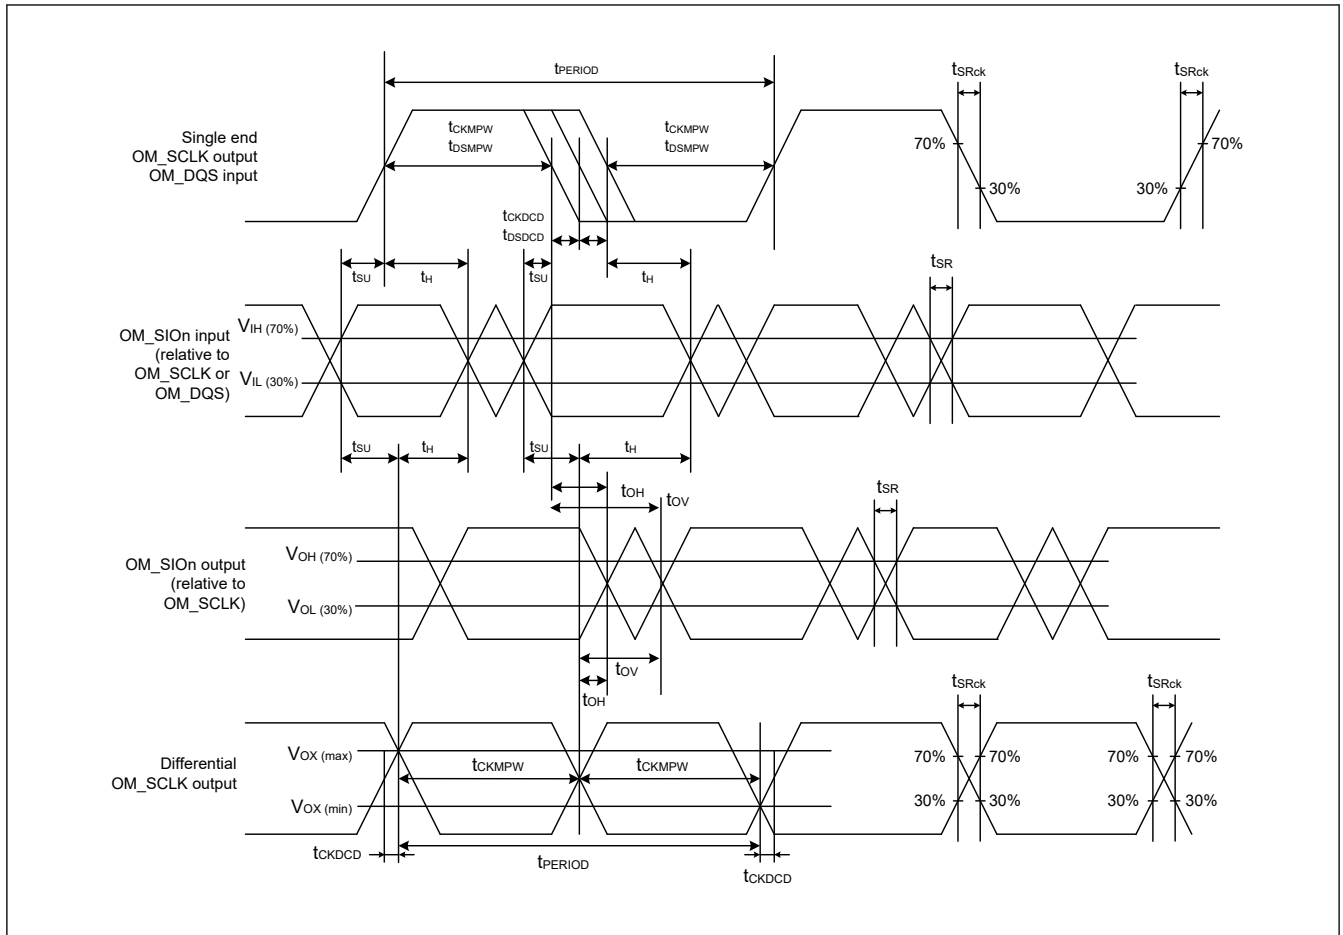 tPERIOD
tSRck
tSRck
Single end
OM_SCLK output
OM_DQS input
tCKMPW
tDSMPW
tCKMPW
tDSMPW
70%
30%
30%
70%
tCKDCD
tDSDCD
tSU
tH
tSU
tH
tSR
OM_SIOn input
(relative to
OM_SCLK or
OM_DQS)
VIH (70%)
VIL (30%)
tSU
tH
tSU
tH
tOH
tOV
tSR
OM_SIOn output
(relative to
OM_SCLK)
VOH (70%)
VOL (30%)
tOV
tOH
tSRck
tSRck
Differential
OM_SCLK output
VOX (max)
VOX (min)
tCKMPW
tCKMPW
70%
70%
70%
70%
30%
30%
30%
30%
tCKDCD
tPERIOD
tCKDCD